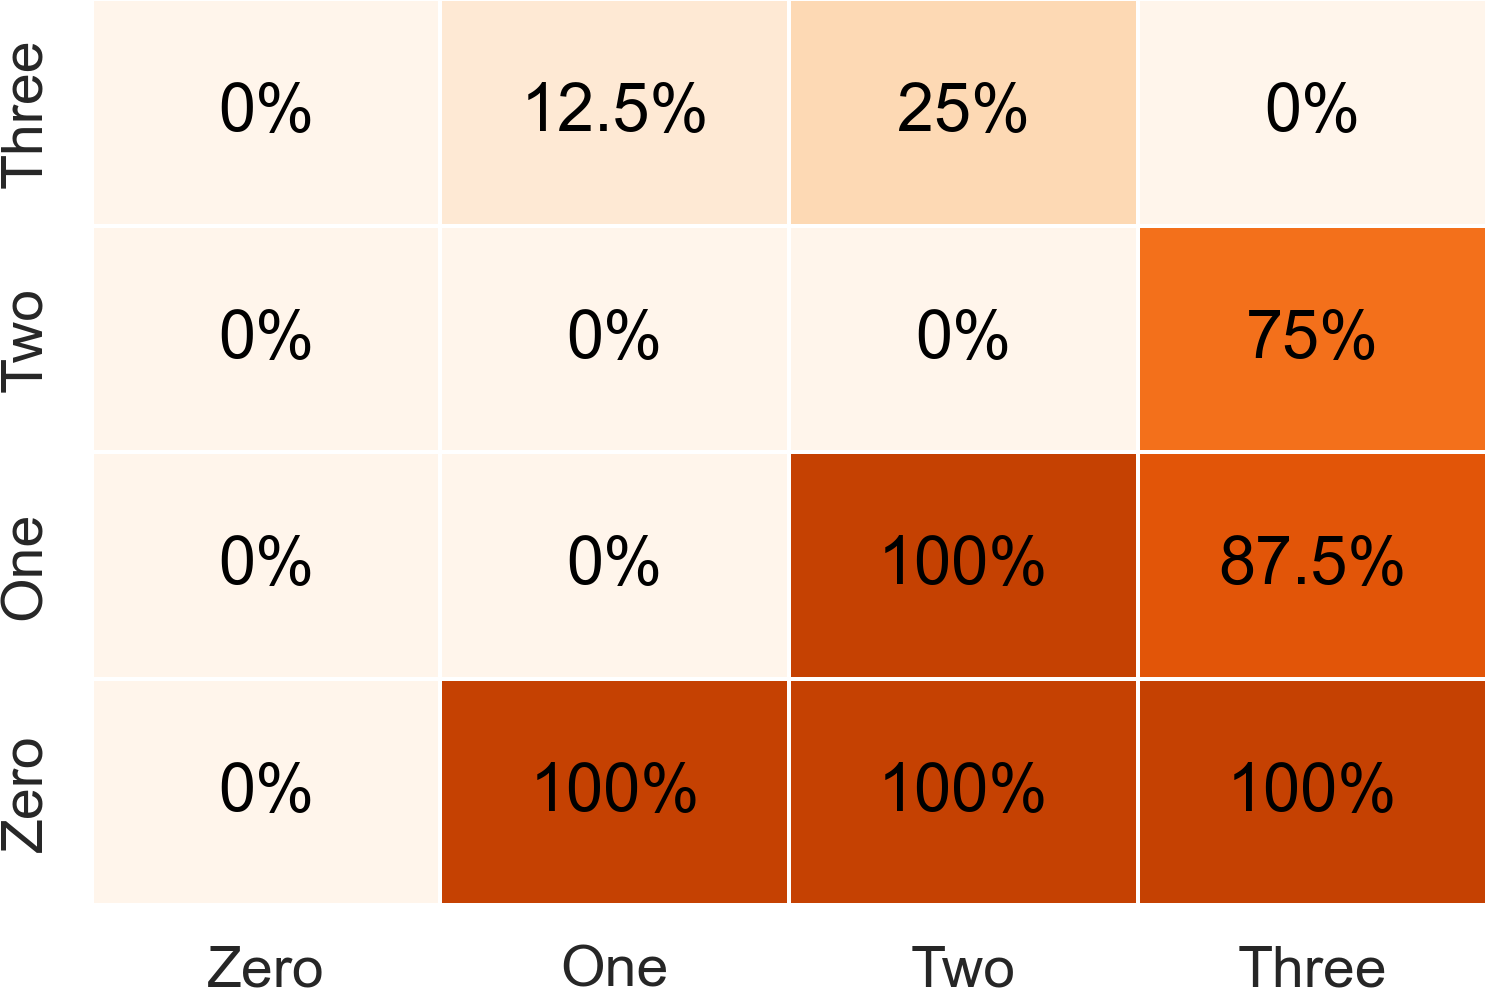 Three 0% 12.5% 25% 0%
Two 0% 0% 0% 75%
One 0% 0% 100% 87.5%
Zero 0% 100% 100% 100%
Zero One Two Three